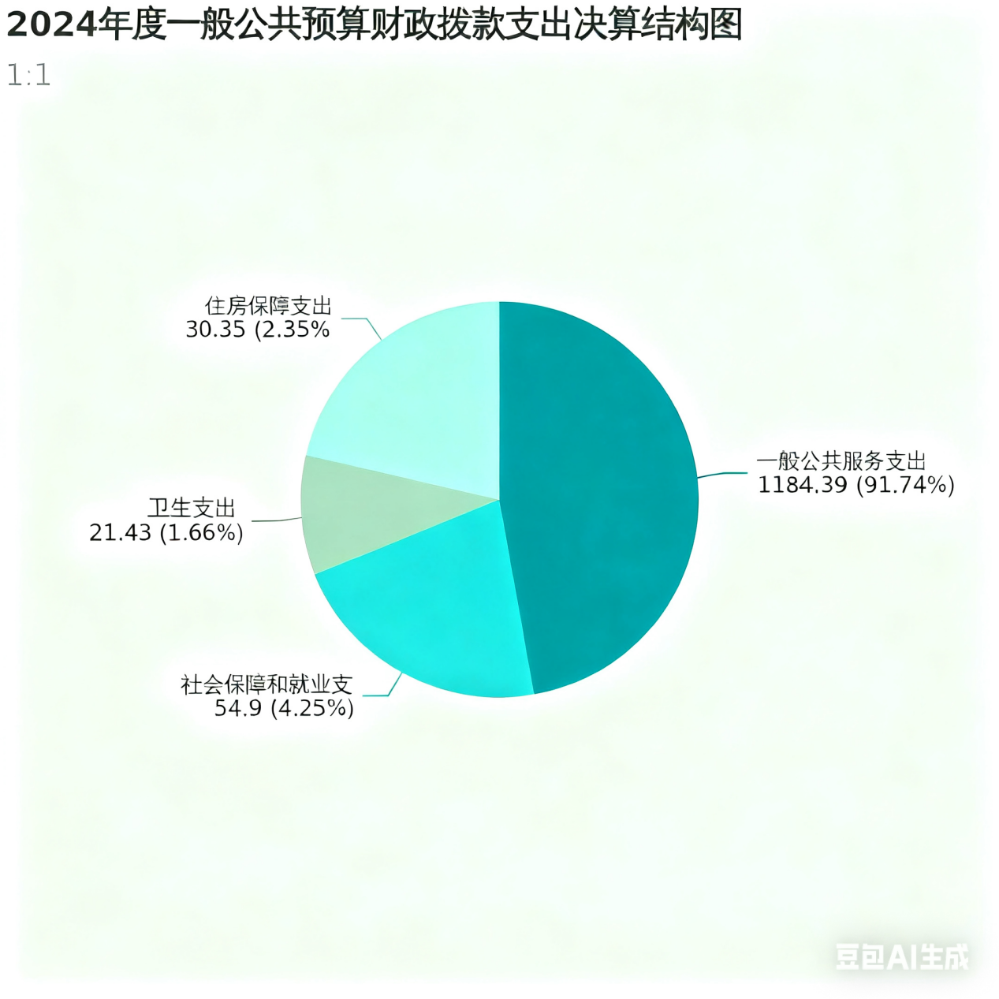 2024年度一般公共预算财政拨款支出决算结构图
1:1
住房保障支出
30.35 (2.35%
一般公共服务支出
1184.39 (91.74%)
卫生支出
21.43 (1.66%)
社会保障和就业支
54.9 (4.25%)
豆包AI生成